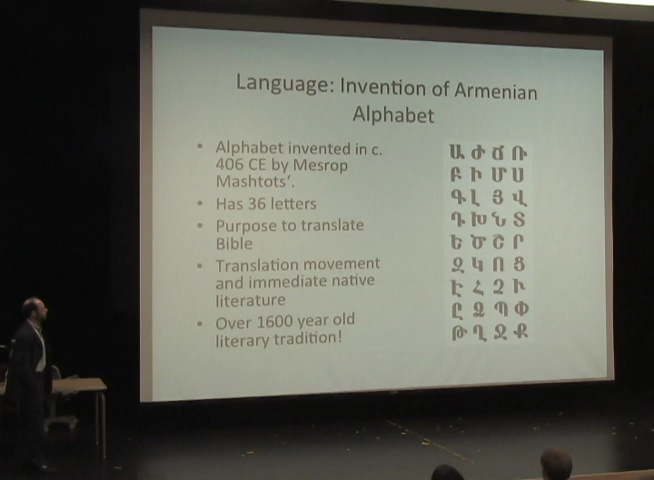 Language: Invention of Armenian
Alphabet
• Alphabet invented in c.
406 CE by Mesrop
Mashtots’.
• Has 36 letters
• Purpose to translate
Bible
• Translation movement
and immediate native
literature
• Over 1600 year old
literary tradition!
Ա Ժ Ճ Ռ
Բ Ի Մ Ս
Գ Լ Յ Վ
Դ Խ Ն Տ
Ե Ծ Շ Ր
Զ Կ Ո Ց
Է Հ Չ Ւ
Ը Ձ Պ Փ
Թ Ղ Ջ Ք